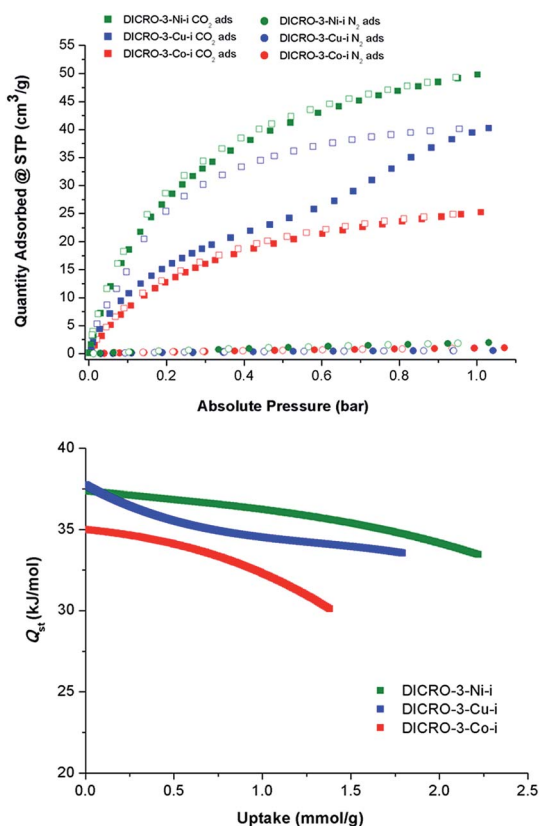 DICRO-3-Ni-i CO₂ ads DICRO-3-Ni-i N₂ ads
DICRO-3-Cu-i CO₂ ads DICRO-3-Cu-i N₂ ads
DICRO-3-Co-i CO₂ ads DICRO-3-Co-i N₂ ads
55
50
45
40
35
30
25
20
15
10
5
0
Quantity Adsorbed @ STP (cm³/g)
0.0 0.2 0.4 0.6 0.8 1.0
Absolute Pressure (bar)
40
35
30
25
20
Qst (kJ/mol)
DICRO-3-Ni-i
DICRO-3-Cu-i
DICRO-3-Co-i
0.0 0.5 1.0 1.5 2.0 2.5
Uptake (mmol/g)